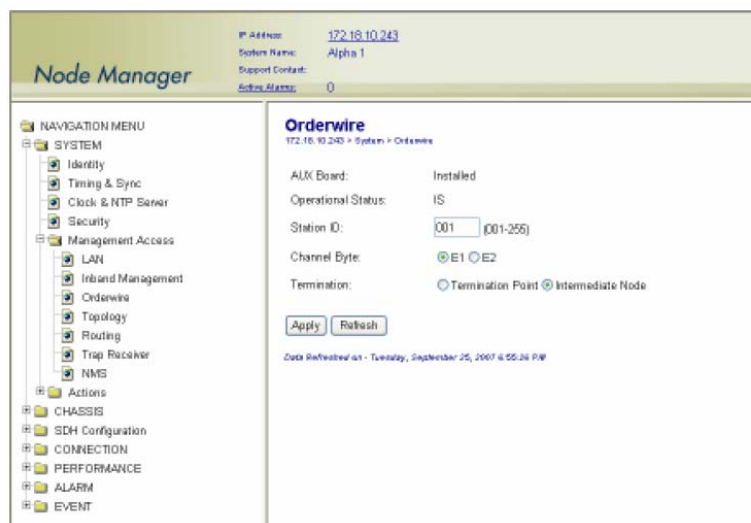 Node Manager
IP Address: 172.18.10.243
System Name: Alpha 1
Support Contact:
Active Alarms: 0
NAVIGATION MENU
SYSTEM
Identity
Timing & Sync
Clock & NTP Server
Security
Management Access
LAN
Inband Management
Orderwire
Topology
Routing
Trap Receiver
NMS
Actions
CHASSIS
SDH Configuration
CONNECTION
PERFORMANCE
ALARM
EVENT
Orderwire
172.18.10.243 > System > Orderwire
AUX Board: Installed
Operational Status: IS
Station ID: 001 (001-255)
Channel Byte: E1 E2
Termination: Termination Point Intermediate Node
Apply Refresh
Data Refreshed on - Tuesday, September 25, 2007 6:55:26 PM